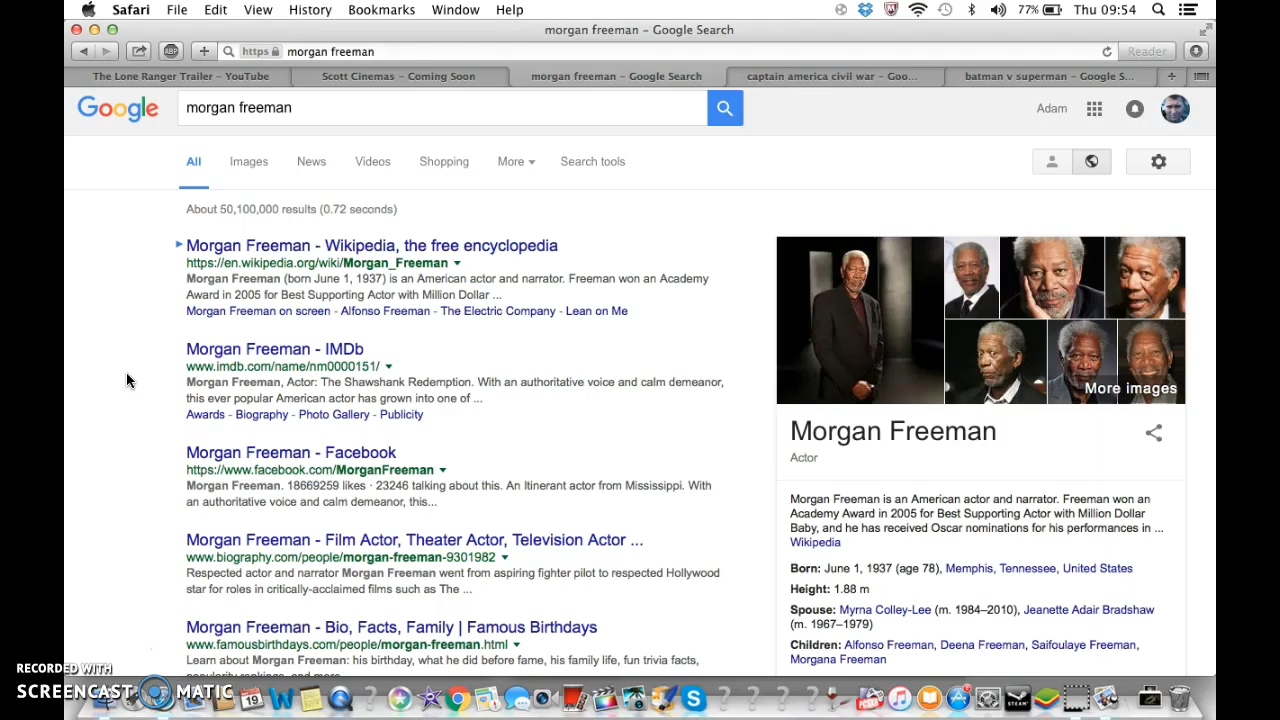 Safari File Edit View History Bookmarks Window Help 77% Thu 09:54
morgan freeman – Google Search
ABP + https morgan freeman Reader
The Lone Ranger Trailer – YouTube Scott Cinemas – Coming Soon morgan freeman – Google Search captain america civil war – Goo... batman v superman – Google S... +
Google morgan freeman Adam
All Images News Videos Shopping More Search tools
About 50,100,000 results (0.72 seconds)
Morgan Freeman - Wikipedia, the free encyclopedia
https://en.wikipedia.org/wiki/Morgan_Freeman
Morgan Freeman (born June 1, 1937) is an American actor and narrator. Freeman won an Academy
Award in 2005 for Best Supporting Actor with Million Dollar ...
Morgan Freeman on screen - Alfonso Freeman - The Electric Company - Lean on Me
Morgan Freeman - IMDb
www.imdb.com/name/nm0000151/
Morgan Freeman, Actor: The Shawshank Redemption. With an authoritative voice and calm demeanor,
this ever popular American actor has grown into one of ...
Awards - Biography - Photo Gallery - Publicity
Morgan Freeman - Facebook
https://www.facebook.com/MorganFreeman
Morgan Freeman. 18669259 likes · 23246 talking about this. An Itinerant actor from Mississippi. With
an authoritative voice and calm demeanor, this...
Morgan Freeman - Film Actor, Theater Actor, Television Actor ...
www.biography.com/people/morgan-freeman-9301982
Respected actor and narrator Morgan Freeman went from aspiring fighter pilot to respected Hollywood
star for roles in critically-acclaimed films such as The ...
Morgan Freeman - Bio, Facts, Family | Famous Birthdays
www.famousbirthdays.com/people/morgan-freeman.html
Learn about Morgan Freeman: his birthday, what he did before fame, his family life, fun trivia facts,
More images
Morgan Freeman
Actor
Morgan Freeman is an American actor and narrator. Freeman won an
Academy Award in 2005 for Best Supporting Actor with Million Dollar
Baby, and he has received Oscar nominations for his performances in ...
Wikipedia
Born: June 1, 1937 (age 78), Memphis, Tennessee, United States
Height: 1.88 m
Spouse: Myrna Colley-Lee (m. 1984–2010), Jeanette Adair Bradshaw
(m. 1967–1979)
Children: Alfonso Freeman, Deena Freeman, Saifoulaye Freeman,
Morgana Freeman
RECORDED WITH
SCREENCAST MATIC
19
STEAM